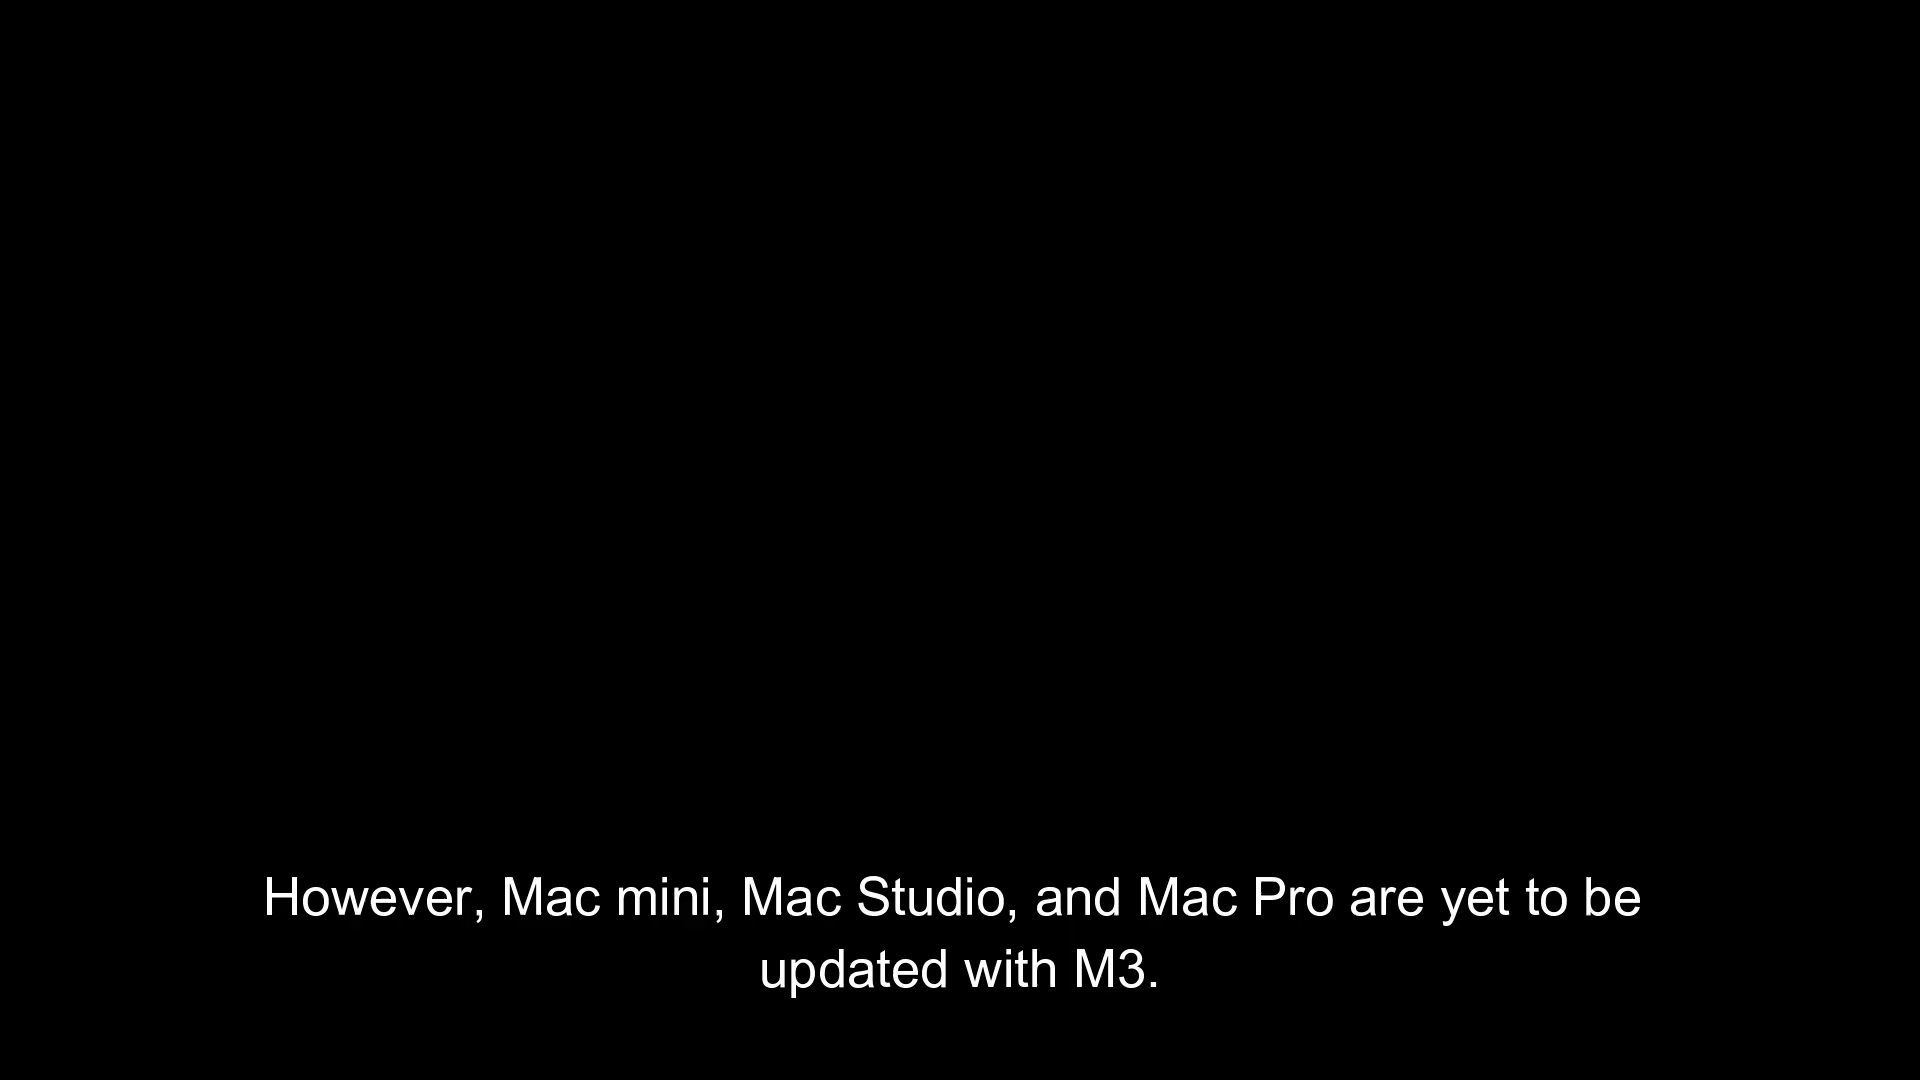 However, Mac mini, Mac Studio, and Mac Pro are yet to be
updated with M3.